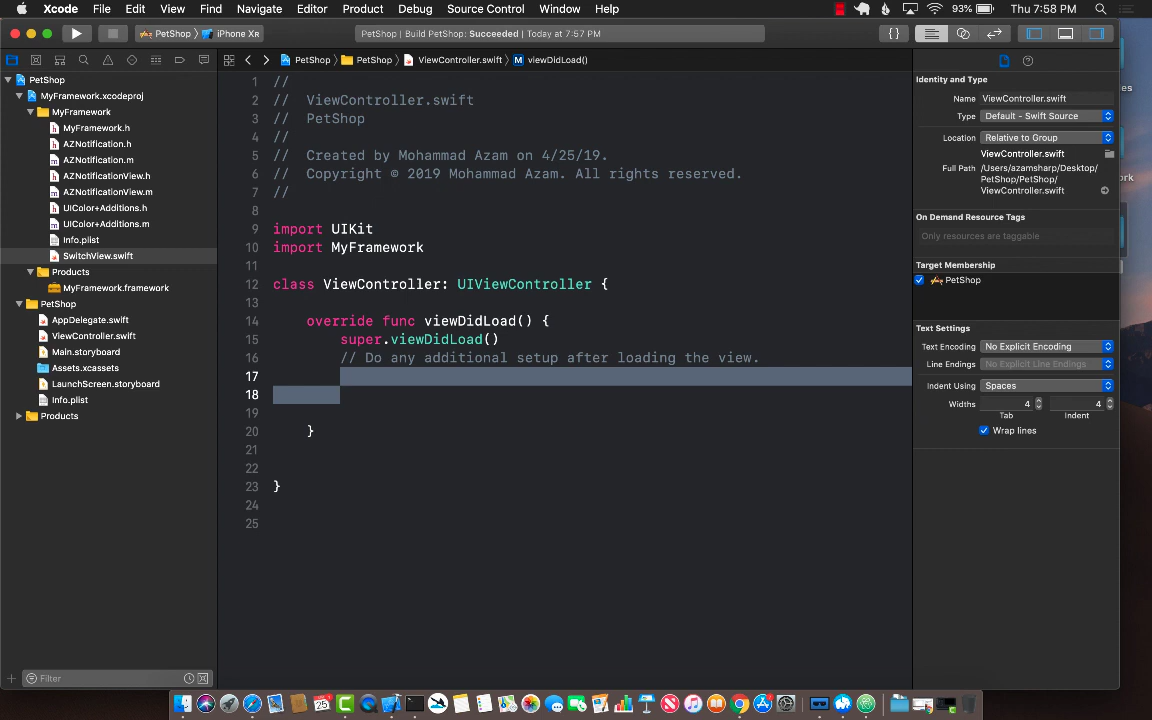 Xcode File Edit View Find Navigate Editor Product Debug Source Control Window Help 93% Thu 7:58 PM
PetShop iPhone XR PetShop | Build PetShop: Succeeded | Today at 7:57 PM
PetShop PetShop ViewController.swift M viewDidLoad()
PetShop
MyFramework.xcodeproj
MyFramework
MyFramework.h
AZNotification.h
AZNotification.m
AZNotificationView.h
AZNotificationView.m
UIColor+Additions.h
UIColor+Additions.m
Info.plist
SwitchView.swift
Products
MyFramework.framework
PetShop
AppDelegate.swift
ViewController.swift
Main.storyboard
Assets.xcassets
LaunchScreen.storyboard
Info.plist
Products
Filter
1 //
2 // ViewController.swift
3 // PetShop
4 //
5 // Created by Mohammad Azam on 4/25/19.
6 // Copyright © 2019 Mohammad Azam. All rights reserved.
7 //
8
9 import UIKit
10 import MyFramework
11
12 class ViewController: UIViewController {
13
14 override func viewDidLoad() {
15 super.viewDidLoad()
16 // Do any additional setup after loading the view.
17
18
19
20 }
21
22
23 }
24
25
Identity and Type
Name ViewController.swift
Type Default - Swift Source
Location Relative to Group
ViewController.swift
Full Path /Users/azamsharp/Desktop/
PetShop/PetShop/
ViewController.swift
On Demand Resource Tags
Only resources are taggable
Target Membership
PetShop
Text Settings
Text Encoding No Explicit Encoding
Line Endings No Explicit Line Endings
Indent Using Spaces
Widths 4 4
Tab Indent
Wrap lines